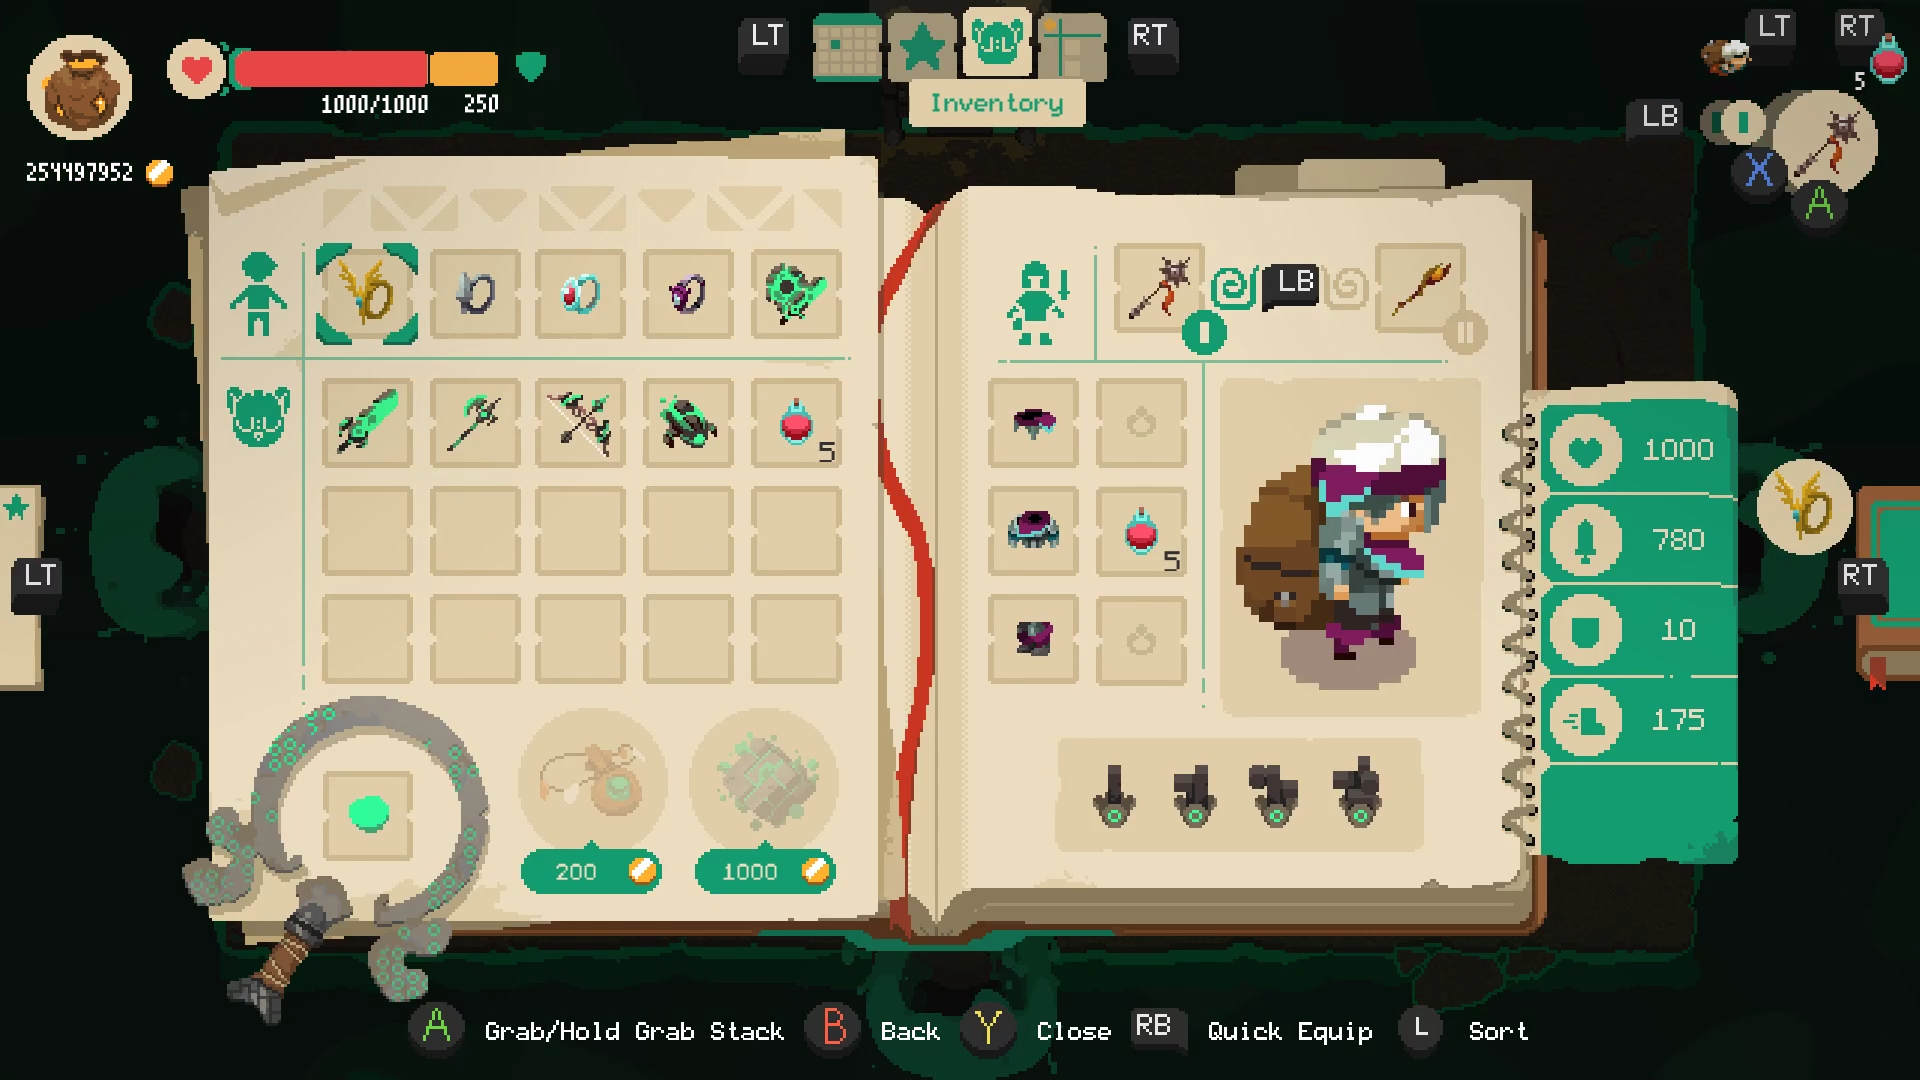 LT
RT
Inventory
1000/1000
250
254497952
LT
RT
5
LB
X
A
LB
5
5
1000
780
10
175
LT
RT
200
1000
A Grab/Hold Grab Stack B Back Y Close RB Quick Equip L Sort